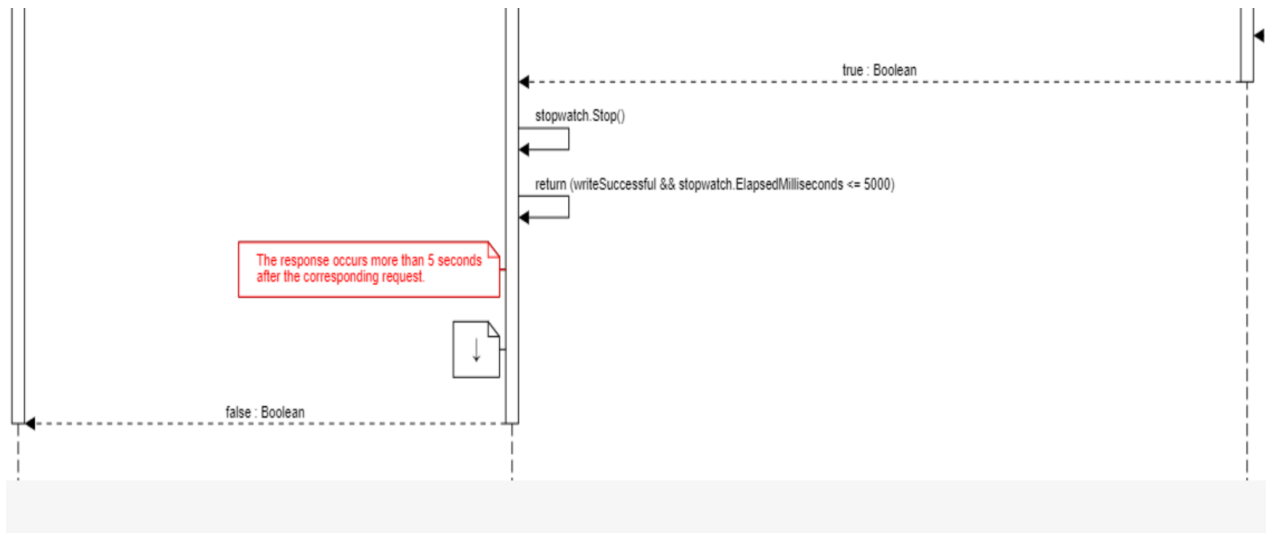 true : Boolean
stopwatch.Stop()
return (writeSuccessful && stopwatch.ElapsedMilliseconds <= 5000)
The response occurs more than 5 seconds
after the corresponding request.
↓
false : Boolean